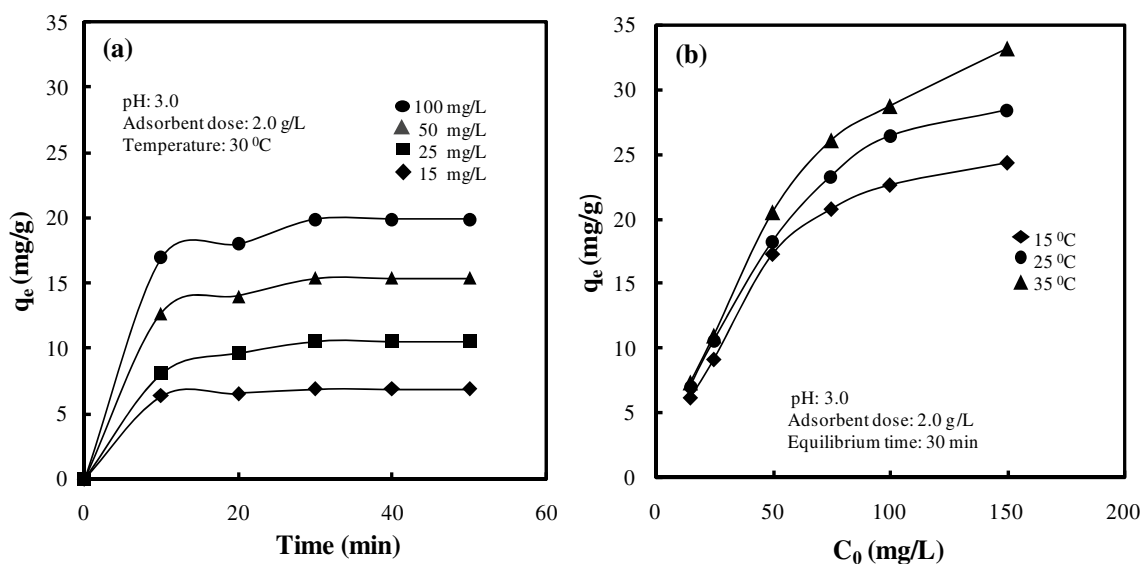 (a)
pH: 3.0
Adsorbent dose: 2.0 g/L
Temperature: 30 ⁰C
100 mg/L
50 mg/L
25 mg/L
15 mg/L
35
30
25
20
15
10
5
0
qe (mg/g)
0 20 40 60
Time (min)
(b)
35
30
25
20
15
10
5
0
qe (mg/g)
15 ⁰C
25 ⁰C
35 ⁰C
pH: 3.0
Adsorbent dose: 2.0 g/L
Equilibrium time: 30 min
0 50 100 150 200
C0 (mg/L)